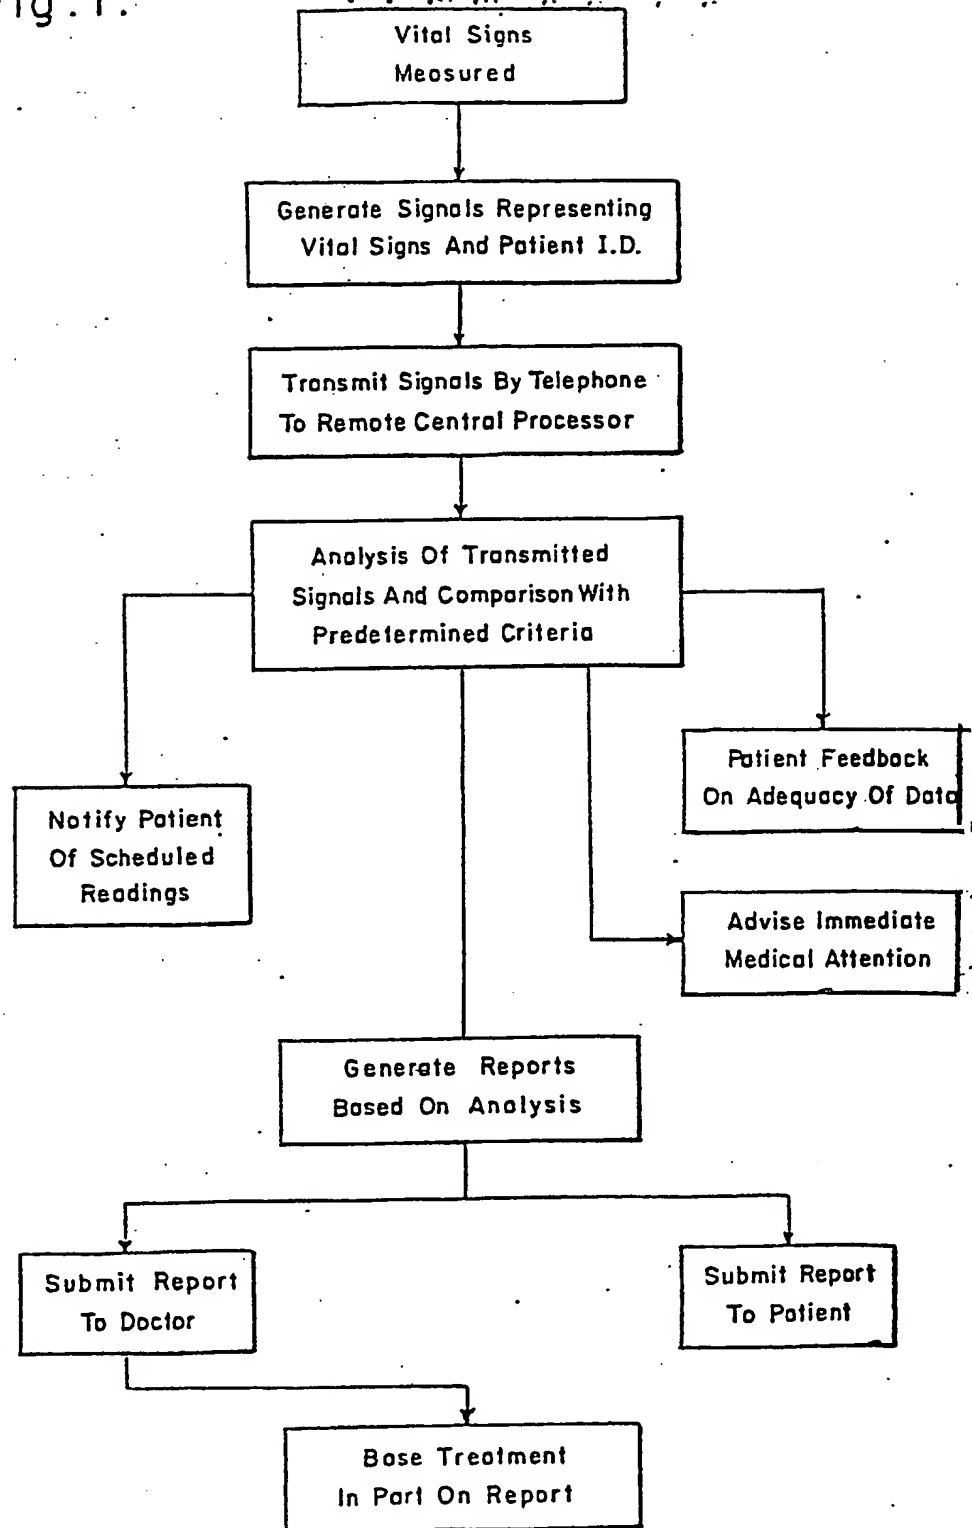 Fig. 1.
Vital Signs
Measured
Generate Signals Representing
Vital Signs And Patient I.D.
Transmit Signals By Telephone
To Remote Central Processor
Analysis Of Transmitted
Signals And Comparison With
Predetermined Criteria
Patient Feedback
On Adequacy Of Data
Notify Patient
Of Scheduled
Readings
Advise Immediate
Medical Attention
Generate Reports
Based On Analysis
Submit Report
To Doctor
Submit Report
To Patient
Base Treatment
In Part On Report